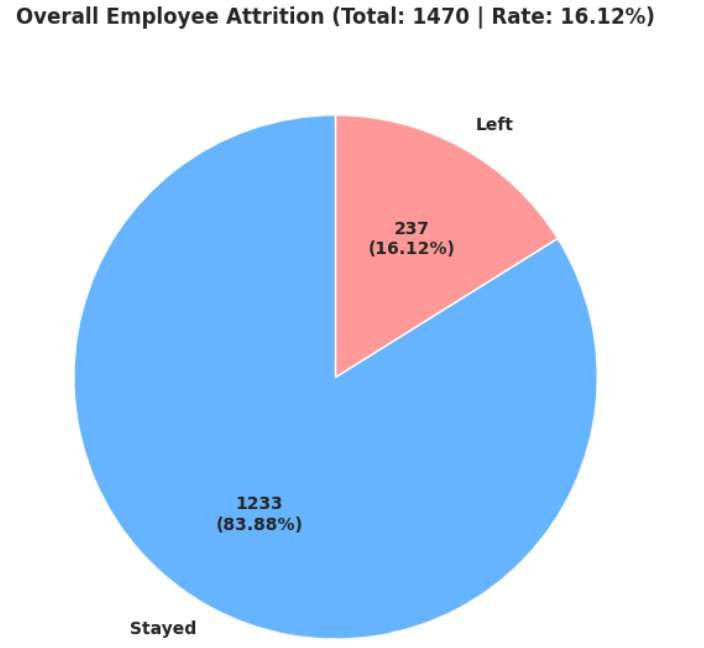 Overall Employee Attrition (Total: 1470 | Rate: 16.12%)
Left
237
(16.12%)
1233
(83.88%)
Stayed